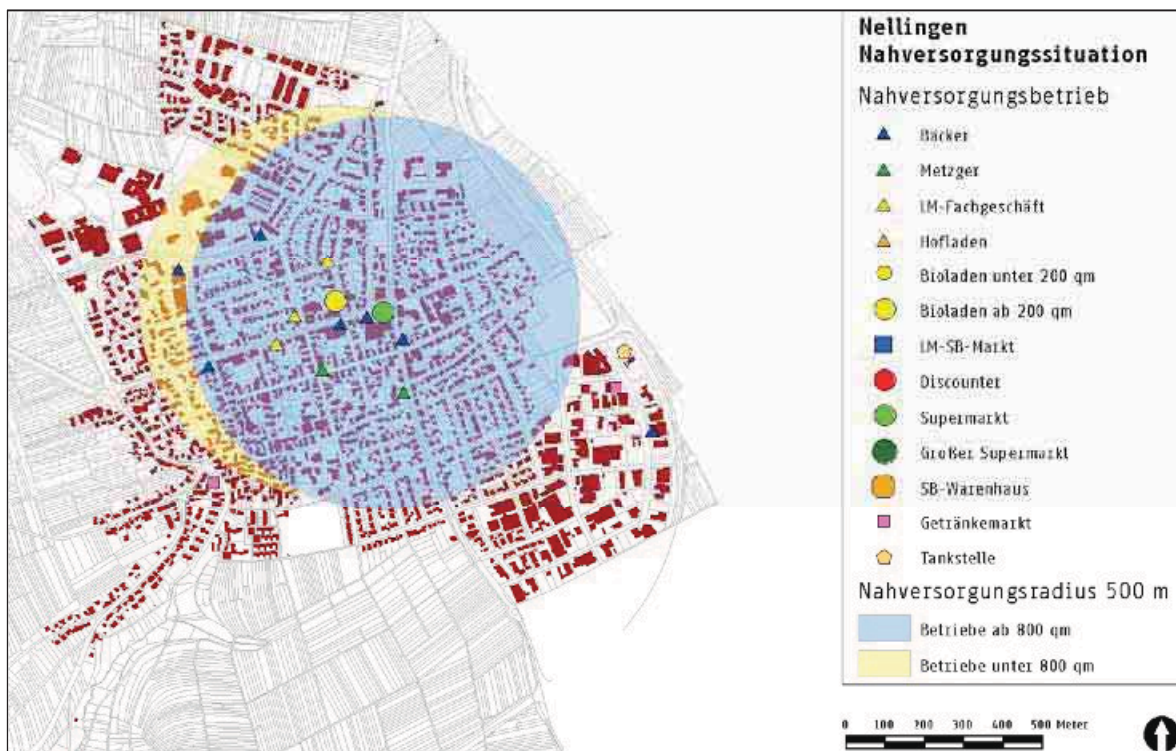 Nellingen
Nahversorgungssituation
Nahversorgungsbetrieb
Bäcker
Metzger
LM-Fachgeschäft
Hofladen
Bioladen unter 200 qm
Bioladen ab 200 qm
LM-SB-Markt
Discounter
Supermarkt
Großer Supermarkt
SB-Warenhaus
Getränkemarkt
Tankstelle
Nahversorgungsradius 500 m
Betriebe ab 800 qm
Betriebe unter 800 qm
0 100 200 300 400 500 Meter